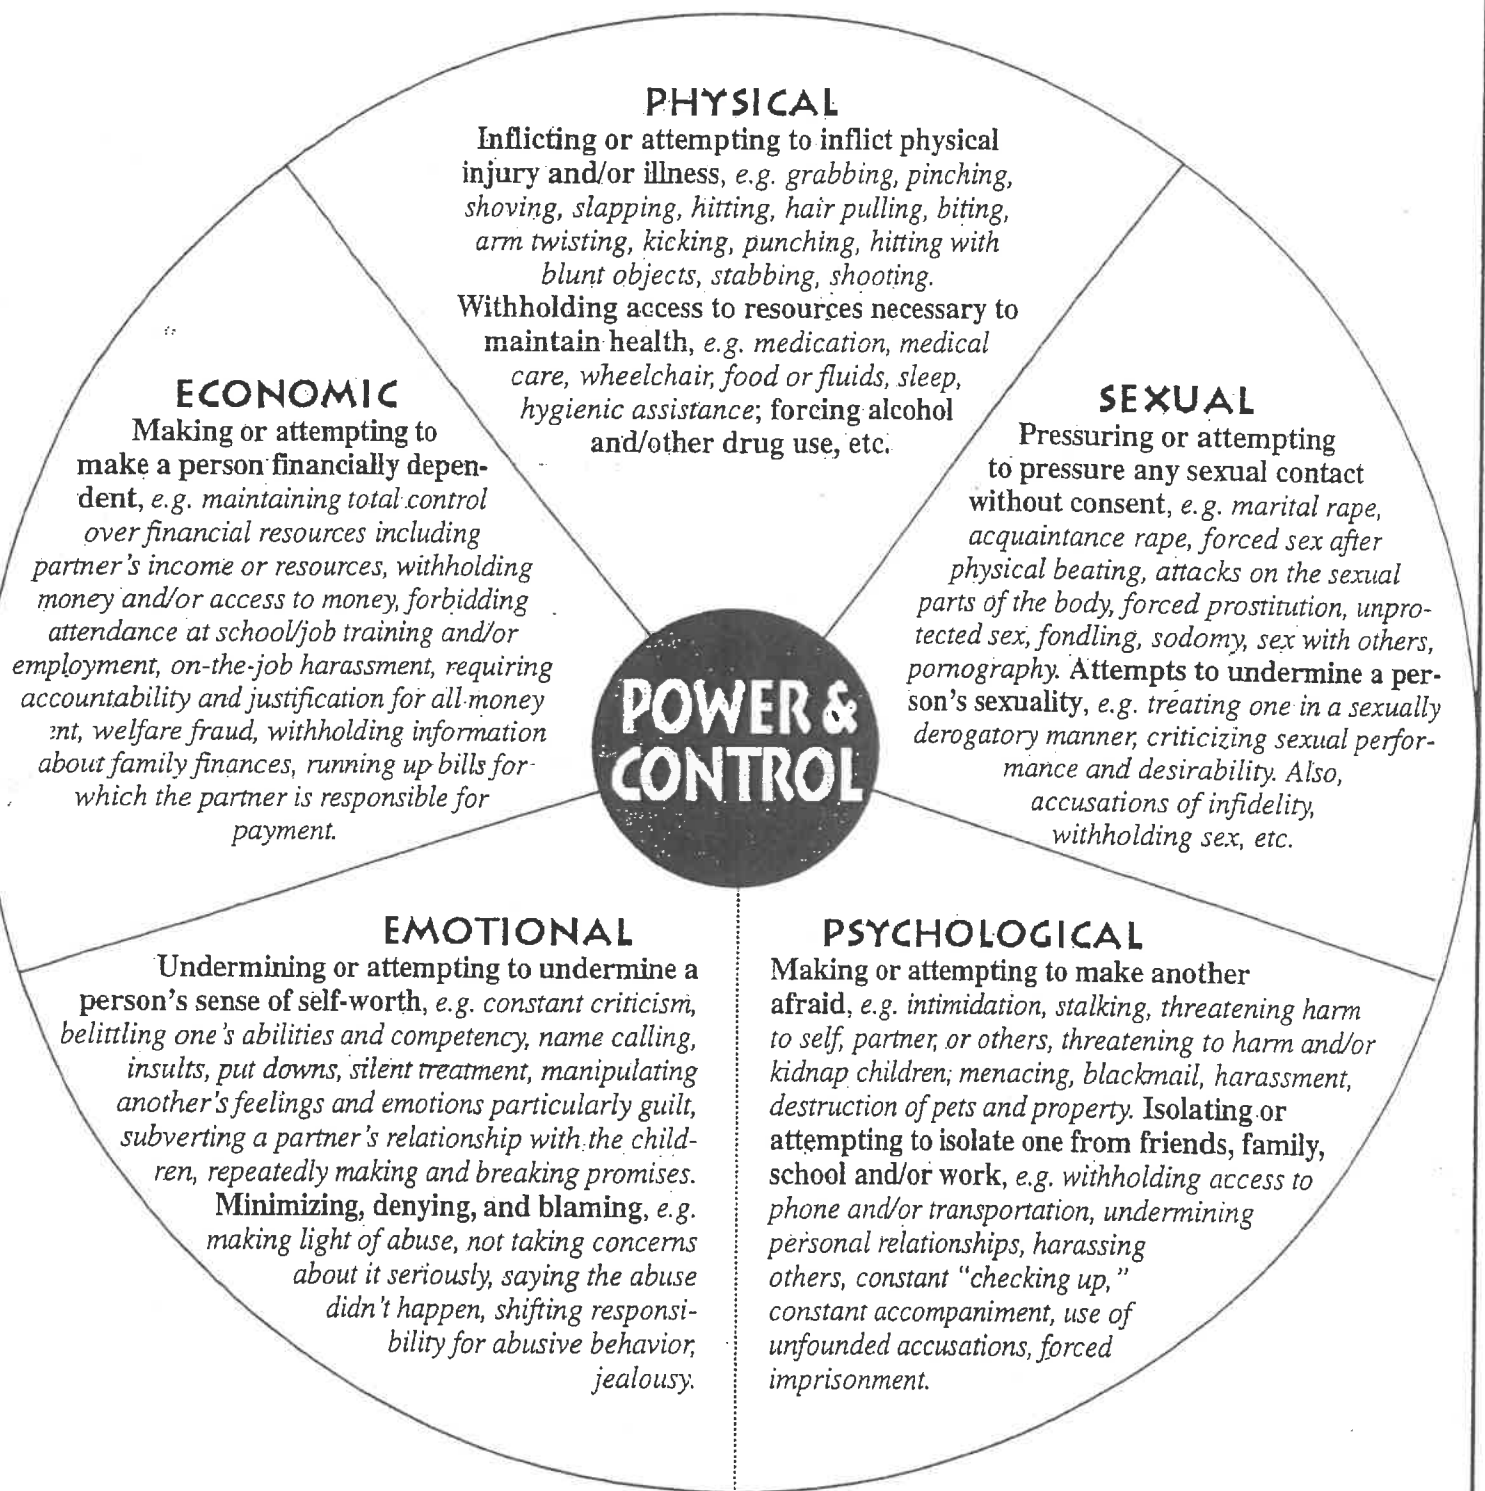 PHYSICAL
Inflicting or attempting to inflict physical
injury and/or illness, e.g. grabbing, pinching,
shoving, slapping, hitting, hair pulling, biting,
arm twisting, kicking, punching, hitting with
blunt objects, stabbing, shooting.
Withholding access to resources necessary to
maintain health, e.g. medication, medical
care, wheelchair, food or fluids, sleep,
hygienic assistance; forcing alcohol
and/other drug use, etc.
ECONOMIC
Making or attempting to
make a person financially depen-
dent, e.g. maintaining total control
over financial resources including
partner's income or resources, withholding
money and/or access to money, forbidding
attendance at school/job training and/or
employment, on-the-job harassment, requiring
accountability and justification for all money
welfare fraud, withholding information
about family finances, running up bills for
which the partner is responsible for
payment.
SEXUAL
Pressuring or attempting
to pressure any sexual contact
without consent, e.g. marital rape,
acquaintance rape, forced sex after
physical beating, attacks on the sexual
parts of the body, forced prostitution, unpro-
tected sex, fondling, sodomy, sex with others,
pornography. Attempts to undermine a per-
son's sexuality, e.g. treating one in a sexually
derogatory manner, criticizing sexual perfor-
mance and desirability. Also,
accusations of infidelity,
withholding sex, etc.
POWER &
CONTROL
EMOTIONAL
Undermining or attempting to undermine a
person's sense of self-worth, e.g. constant criticism,
belittling one's abilities and competency, name calling,
insults, put downs, silent treatment, manipulating
another's feelings and emotions particularly guilt,
subverting a partner's relationship with the child-
ren, repeatedly making and breaking promises.
Minimizing, denying, and blaming, e.g.
making light of abuse, not taking concerns
about it seriously, saying the abuse
didn't happen, shifting responsi-
bility for abusive behavior,
jealousy.
PSYCHOLOGICAL
Making or attempting to make another
afraid, e.g. intimidation, stalking, threatening harm
to self, partner, or others, threatening to harm and/or
kidnap children, menacing, blackmail, harassment,
destruction of pets and property. Isolating or
attempting to isolate one from friends, family,
school and/or work, e.g. withholding access to
phone and/or transportation, undermining
personal relationships, harassing
others, constant "checking up,"
constant accompaniment, use of
unfounded accusations, forced
imprisonment.